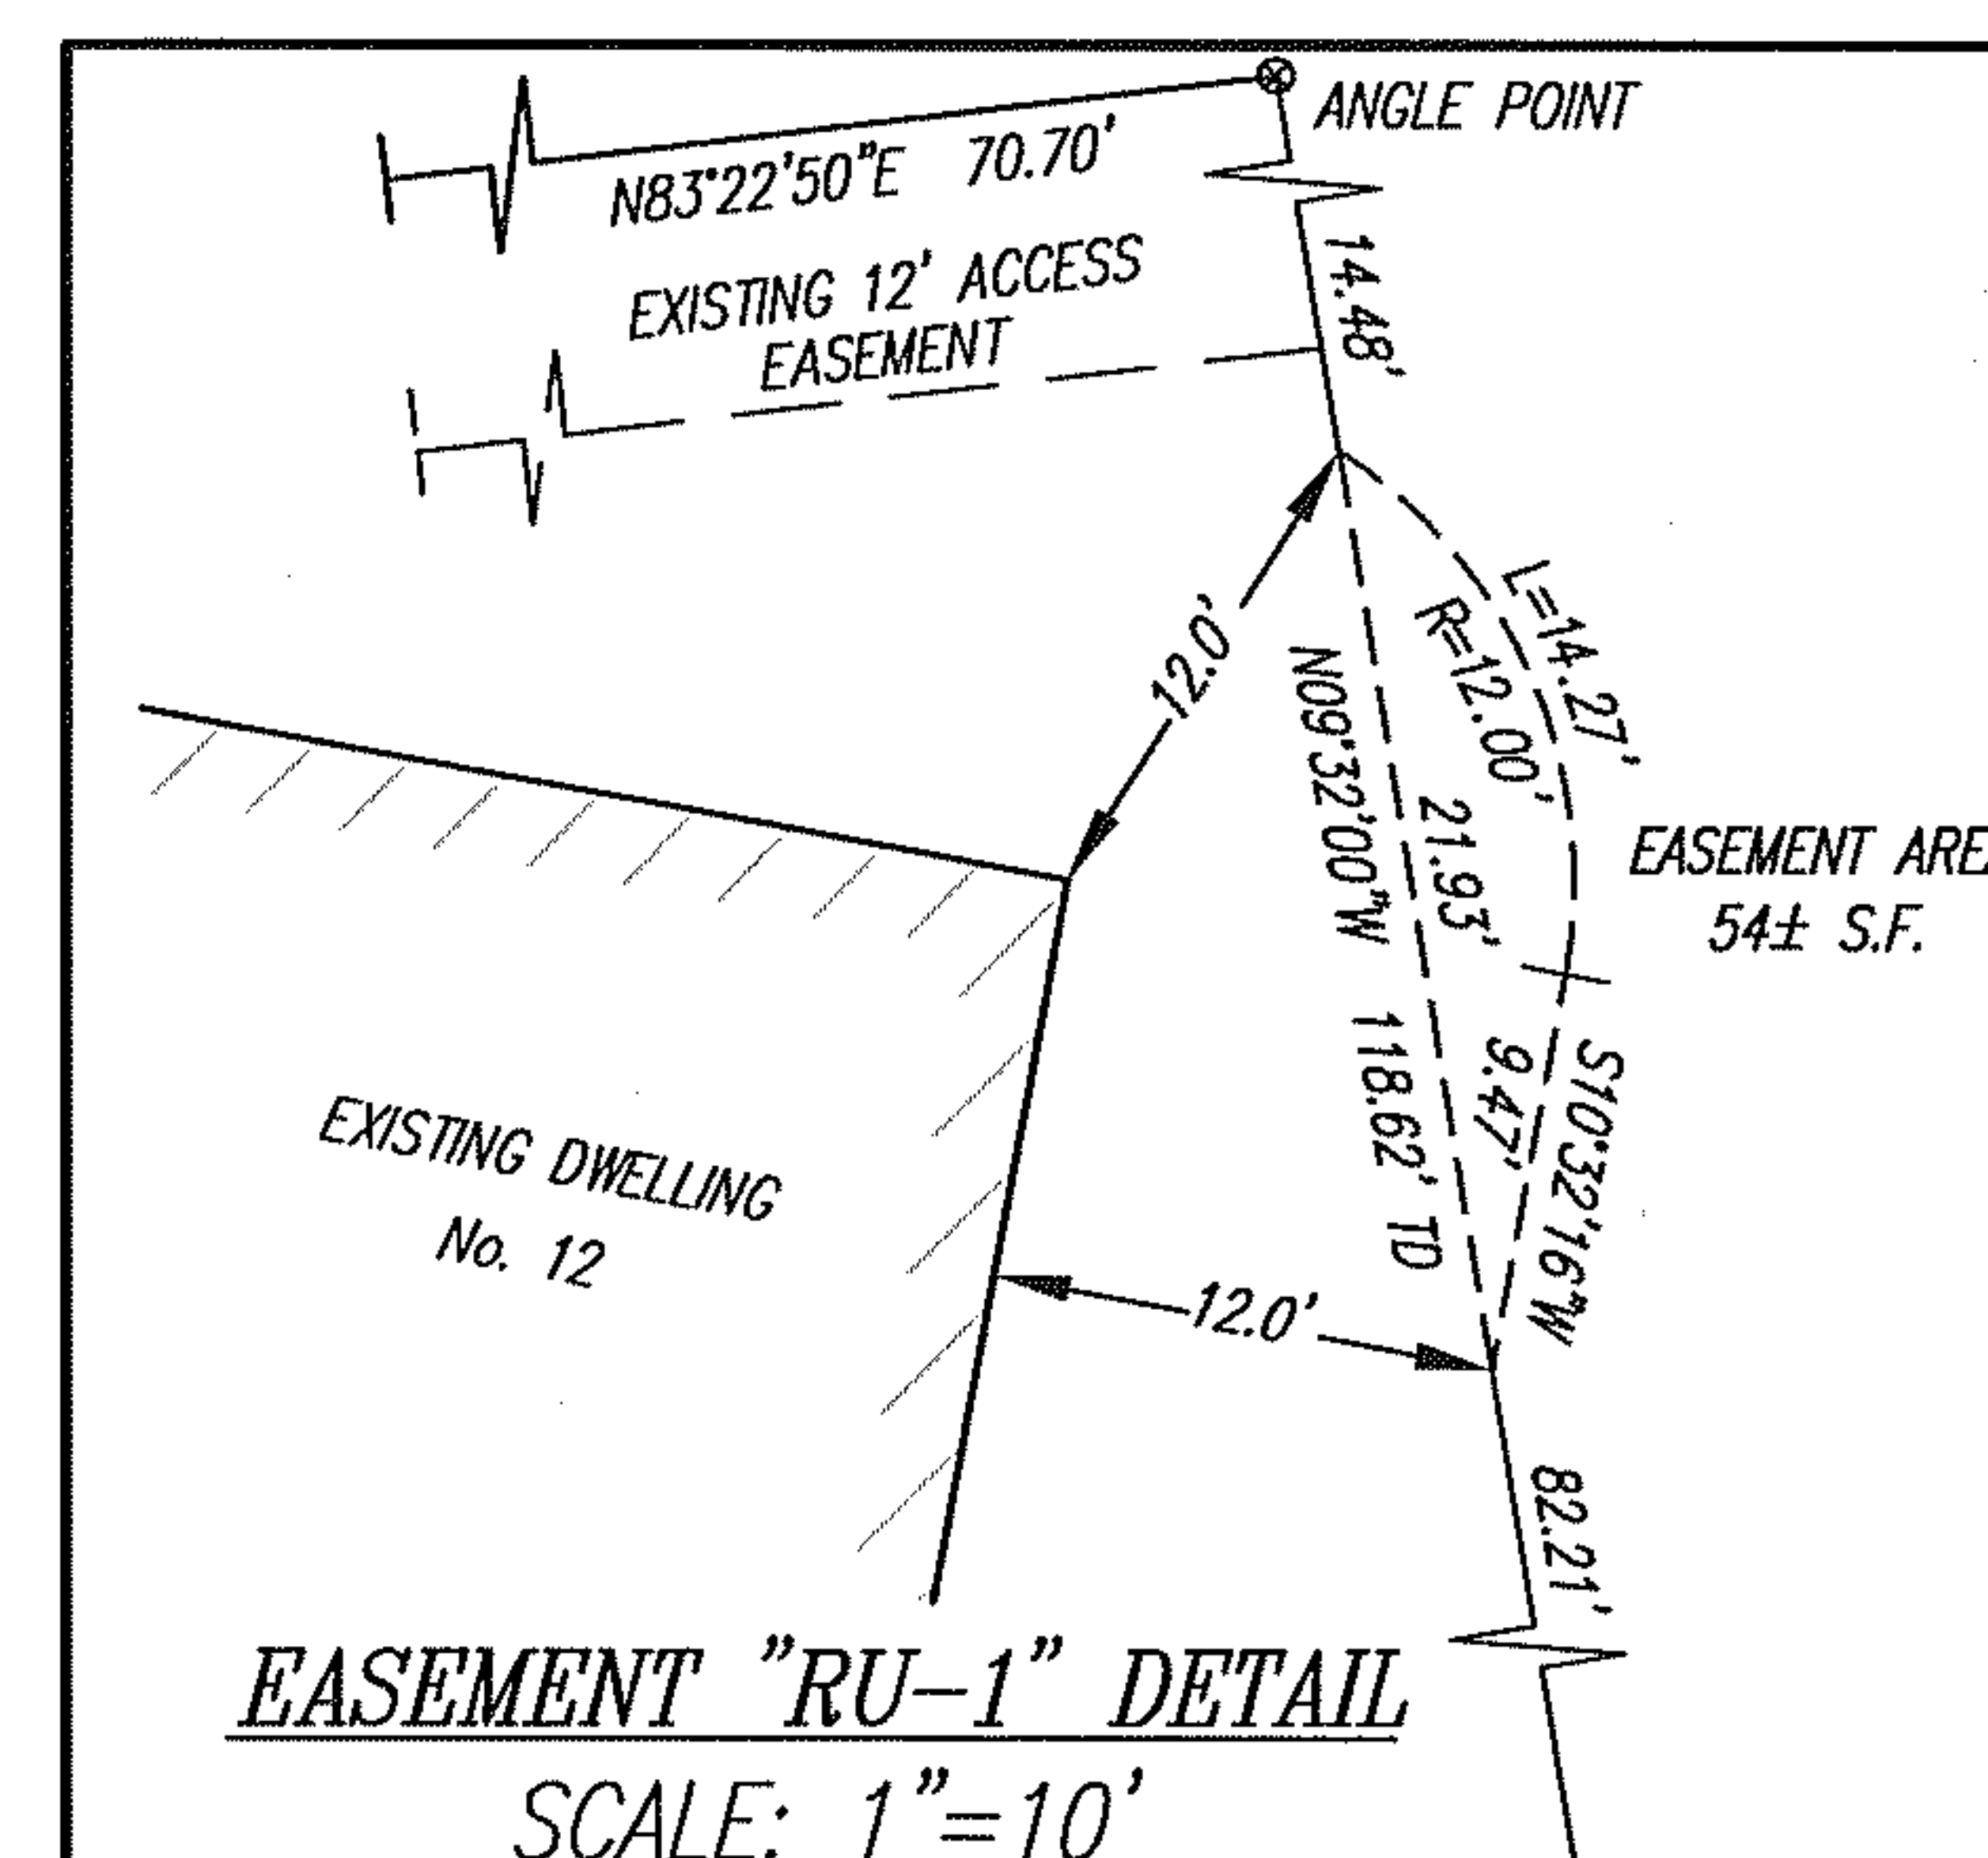 ANGLE POINT
N83°22'50"E 70.70'
14.48'
EXISTING 12' ACCESS
EASEMENT
L=14.27'
R=12.00'
12.0'
21.93'
N09°32'00"W 118.62' TO
EASEMENT ARE
54± S.F.
S10°32'16"W
9.47'
EXISTING DWELLING
No. 12
12.0'
82.21'
EASEMENT "RU-1" DETAIL
SCALE: 1"=10'